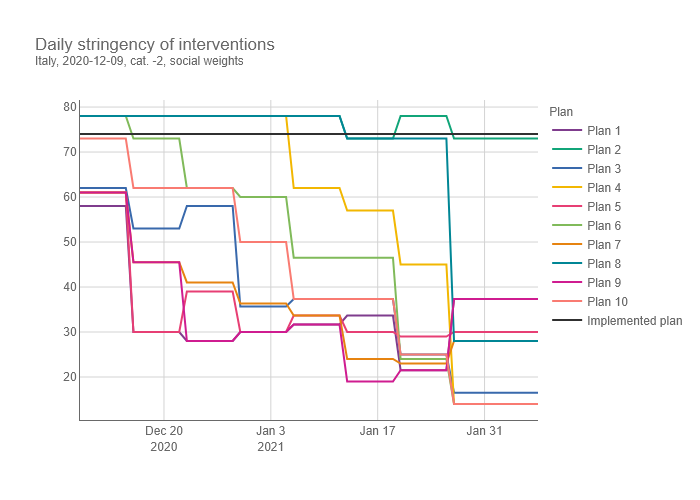 Daily stringency of interventions
Italy, 2020-12-09, cat. -2, social weights
80
70
60
50
40
30
20
Dec 20
2020
Jan 3
2021
Jan 17
Jan 31
Plan
Plan 1
Plan 2
Plan 3
Plan 4
Plan 5
Plan 6
Plan 7
Plan 8
Plan 9
Plan 10
Implemented plan